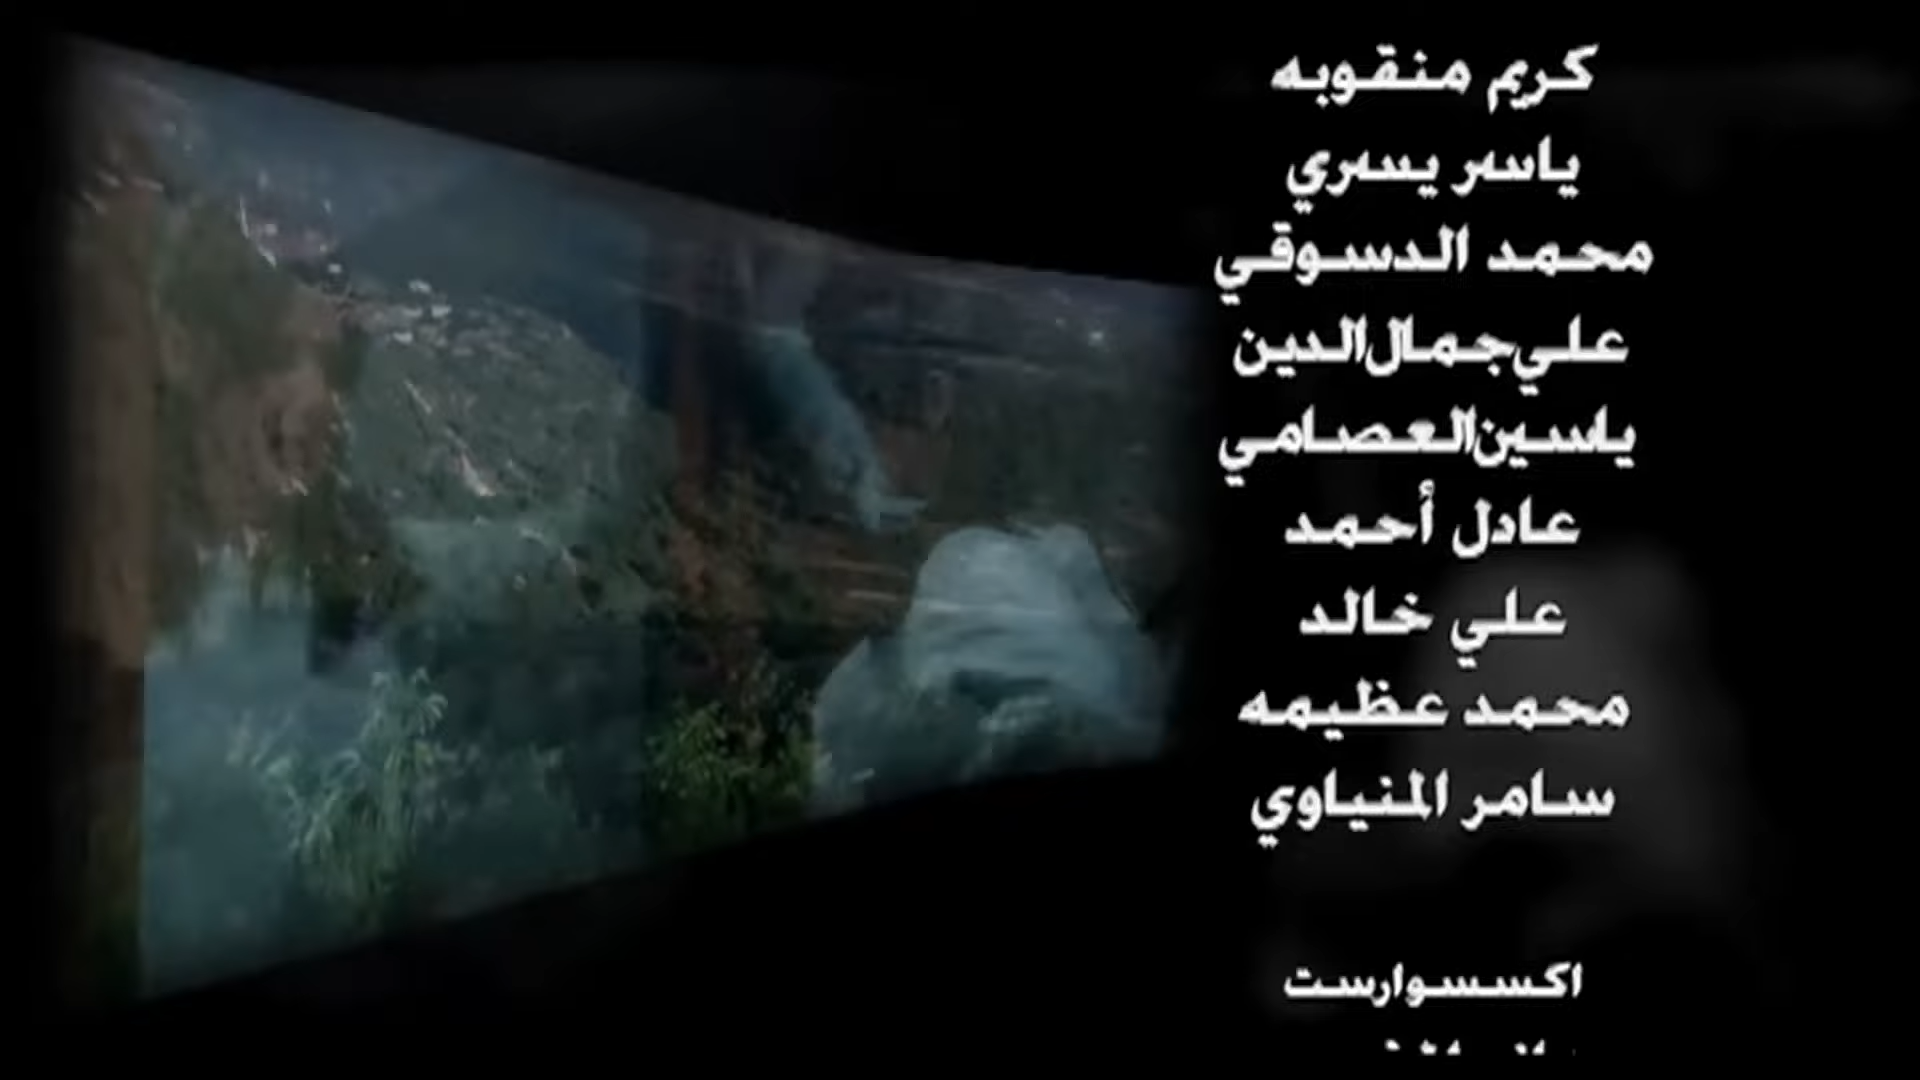 كريم منقوبه
ياسر يسري
محمد الدسوقي
علي جمال الدين
ياسين العصامي
عادل أحمد
علي خالد
محمد عظيمه
سامر المنياوي
اكسسوارست